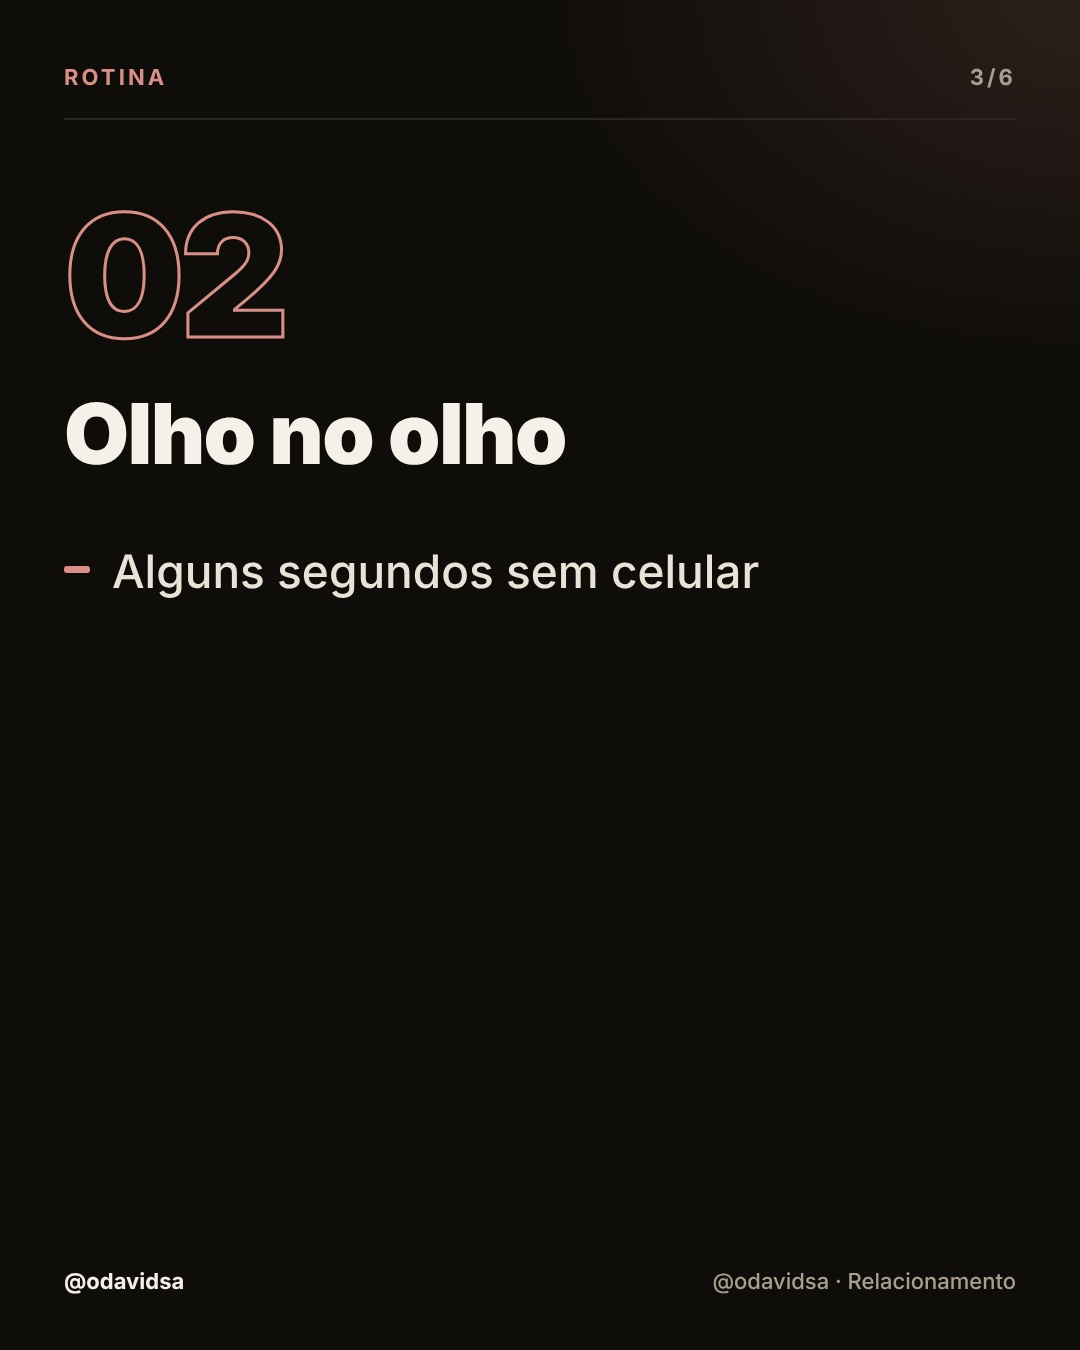 ROTINA
3/6
02
Olho no olho
Alguns segundos sem celular
@odavidsa
@odavidsa · Relacionamento